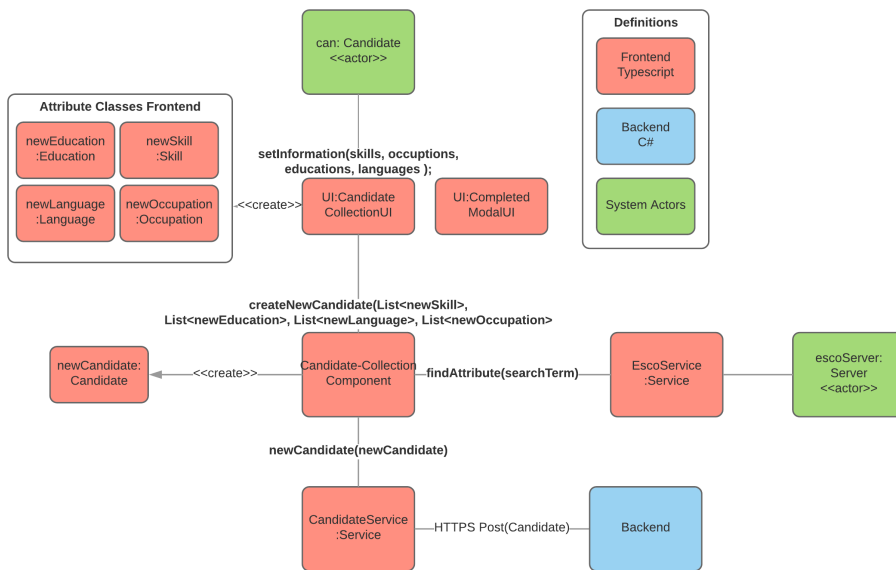 can: Candidate
<<actor>>
Definitions
Frontend
Typescript
Backend
C#
System Actors
Attribute Classes Frontend
newEducation
:Education
newSkill
:Skill
newLanguage
:Language
newOccupation
:Occupation
setInformation(skills, occuptions,
educations, languages );
<<create>>
UI:Candidate
CollectionUI
UI:Completed
ModalUI
createNewCandidate(List<newSkill>,
List<newEducation>, List<newLanguage>, List<newOccupation>
newCandidate:
Candidate
<<create>>
Candidate-Collection
Component
findAttribute(searchTerm)
EscoService
:Service
escoServer:
Server
<<actor>>
newCandidate(newCandidate)
CandidateService
:Service
HTTPS Post(Candidate)
Backend